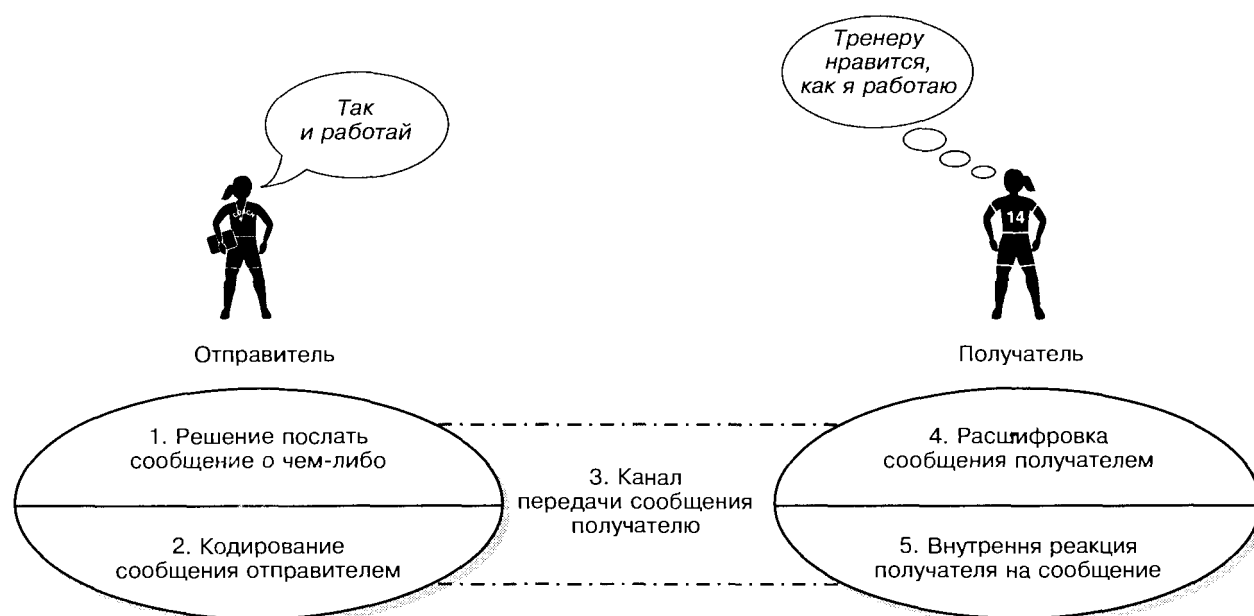 Так
и работай
Тренеру
нравится,
как я работаю
COACH
14
Отправитель
Получатель
1. Решение послать
сообщение о чем-либо
2. Кодирование
сообщения отправителем
3. Канал
передачи сообщения
получателю
4. Расшифровка
сообщения получателем
5. Внутрення реакция
получателя на сообщение